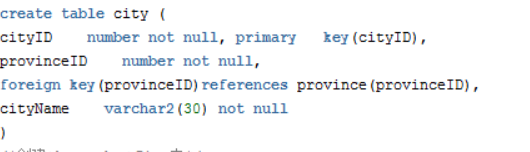 create table city (
cityID number not null, primary key(cityID),
provinceID number not null,
foreign key(provinceID)references province(provinceID),
cityName varchar2(30) not null
)